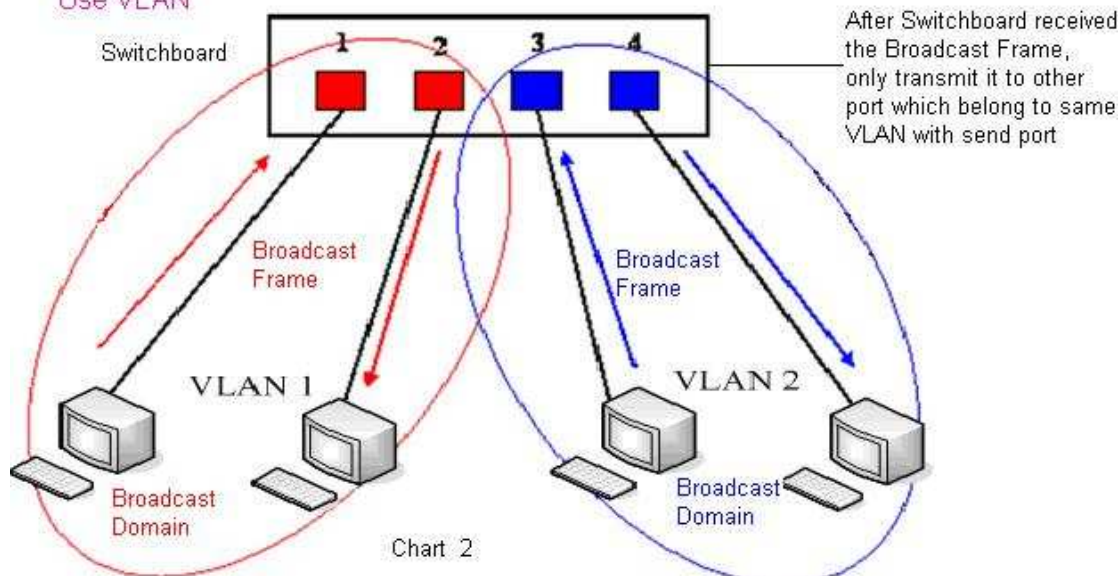 Use VLAN
Switchboard
1 2 3 4
After Switchboard received
the Broadcast Frame,
only transmit it to other
port which belong to same
VLAN with send port
Broadcast
Frame
Broadcast
Frame
VLAN 1
VLAN 2
Broadcast
Domain
Broadcast
Domain
Chart 2